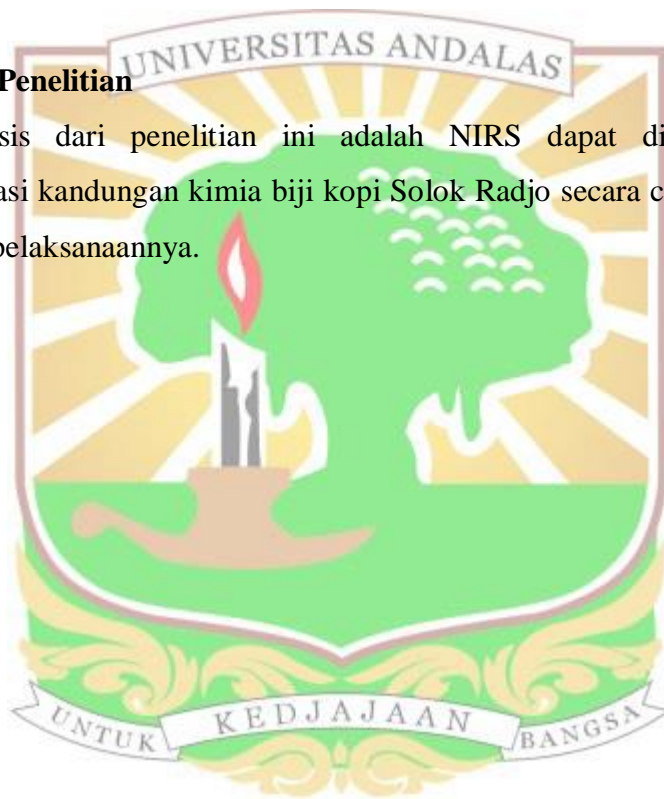 UNIVERSITAS ANDALAS
Penelitian
sis dari penelitian ini adalah NIRS dapat di
asi kandungan kimia biji kopi Solok Radjo secara c
pelaksanaannya.
UNTUK KEDJAJAAN BANGSA